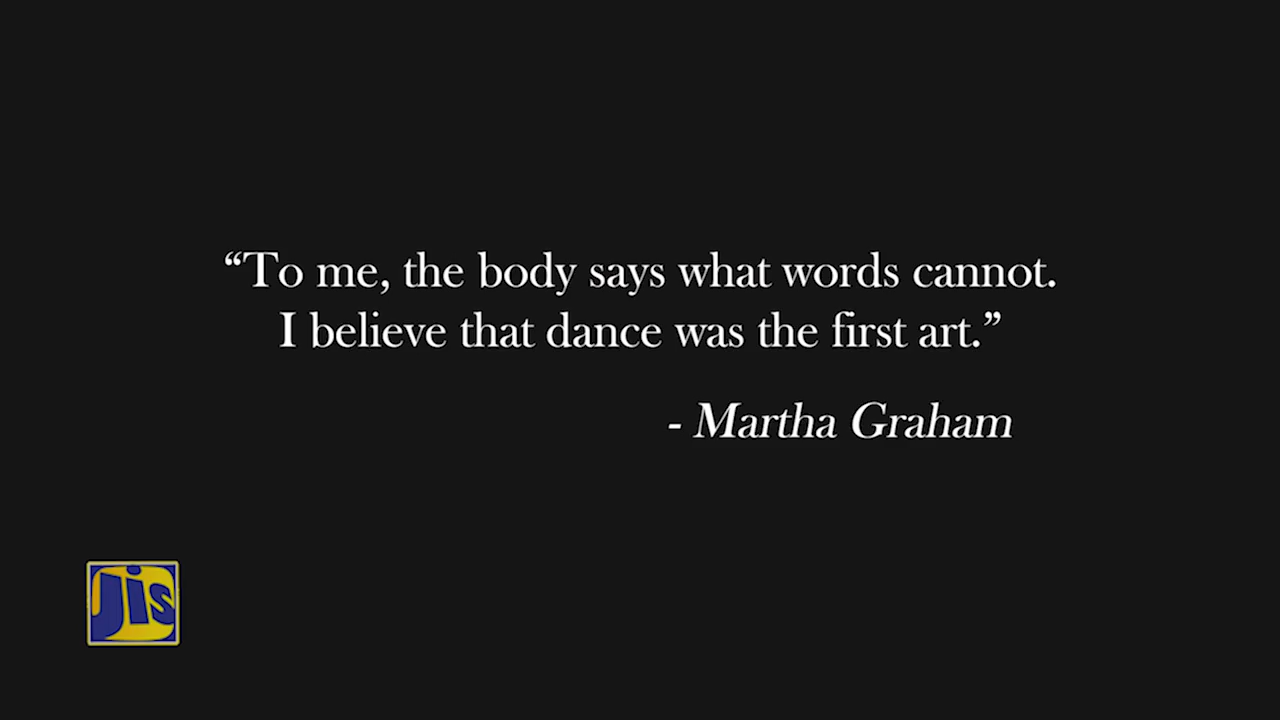 “To me, the body says what words cannot.
I believe that dance was the first art.”
- Martha Graham
Jis